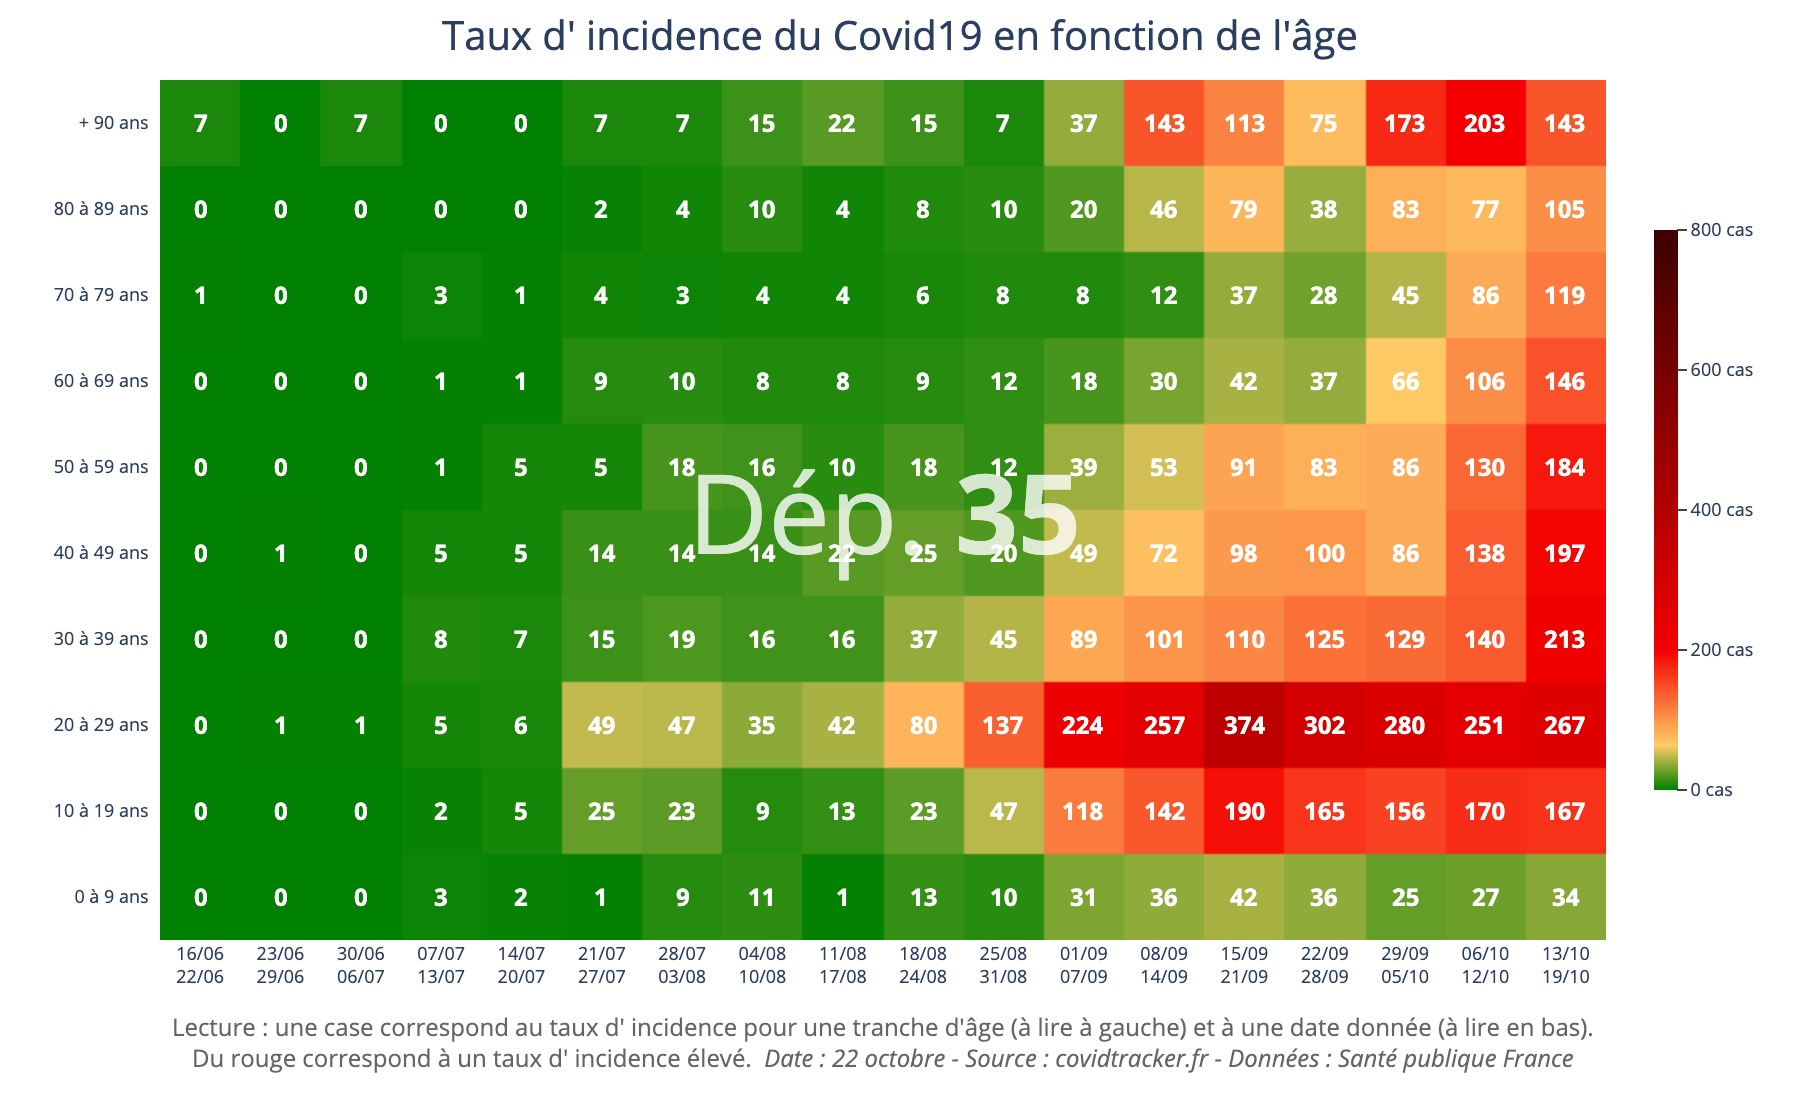 Taux d' incidence du Covid19 en fonction de l'âge
+ 90 ans 7 0 7 0 0 7 7 15 22 15 7 37 143 113 75 173 203 143
80 à 89 ans 0 0 0 0 0 2 4 10 4 8 10 20 46 79 38 83 77 105
800 cas
70 à 79 ans 1 0 0 3 1 4 3 4 4 6 8 8 12 37 28 45 86 119
600 cas
60 à 69 ans 0 0 0 1 1 9 10 8 8 9 12 18 30 42 37 66 106 146
50 à 59 ans 0 0 0 1 5 5 18 16 10 18 12 39 53 91 83 86 130 184
Dép. 35
400 cas
40 à 49 ans 0 1 0 5 5 14 14 14 22 25 20 49 72 98 100 86 138 197
30 à 39 ans 0 0 0 8 7 15 19 16 16 37 45 89 101 110 125 129 140 213
200 cas
20 à 29 ans 0 1 1 5 6 49 47 35 42 80 137 224 257 374 302 280 251 267
0 cas
10 à 19 ans 0 0 0 2 5 25 23 9 13 23 47 118 142 190 165 156 170 167
0 à 9 ans 0 0 0 3 2 1 9 11 1 13 10 31 36 42 36 25 27 34
16/06 23/06 30/06 07/07 14/07 21/07 28/07 04/08 11/08 18/08 25/08 01/09 08/09 15/09 22/09 29/09 06/10 13/10
22/06 29/06 06/07 13/07 20/07 27/07 03/08 10/08 17/08 24/08 31/08 07/09 14/09 21/09 28/09 05/10 12/10 19/10
Lecture : une case correspond au taux d' incidence pour une tranche d'âge (à lire à gauche) et à une date donnée (à lire en bas).
Du rouge correspond à un taux d' incidence élevé. Date : 22 octobre - Source : covidtracker.fr - Données : Santé publique France